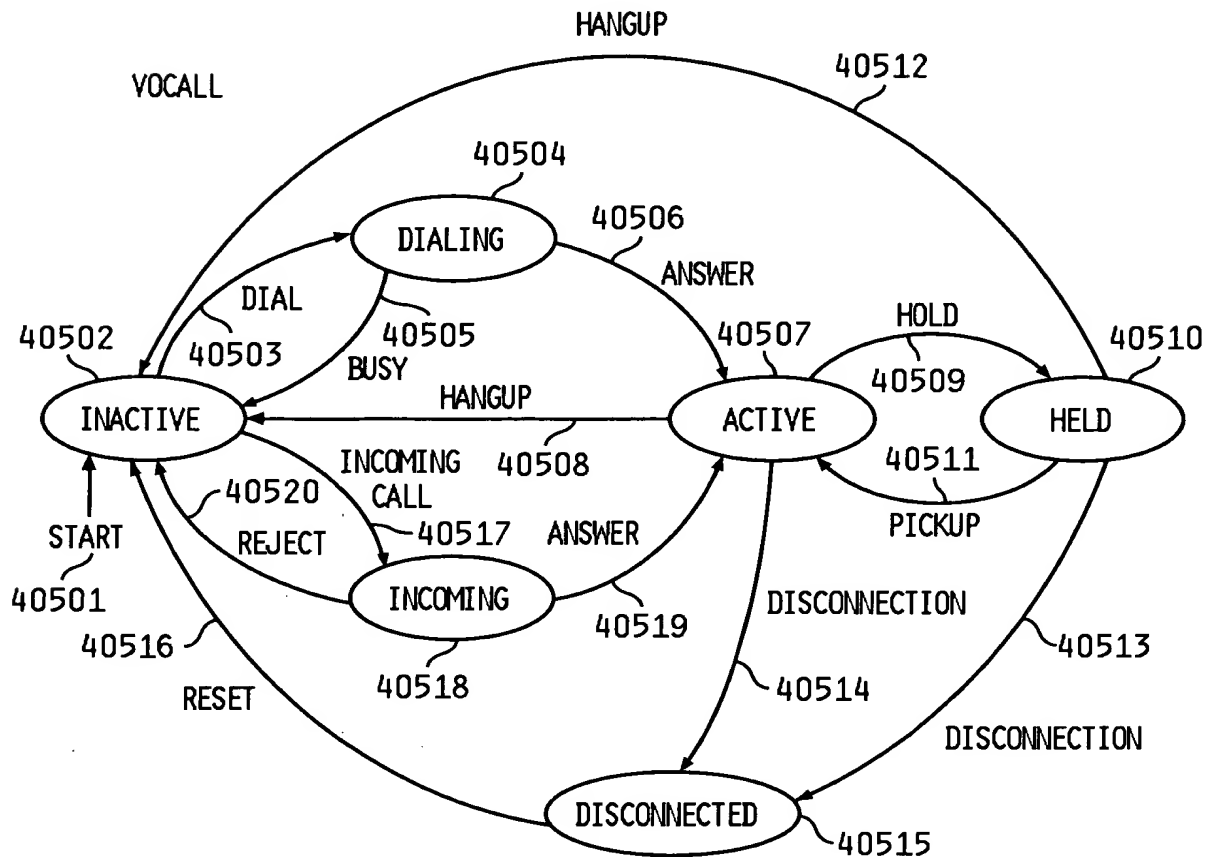 HANGUP
40512
VOCALL
40504
DIALING
40506
ANSWER
DIAL
40502
40503
40505
BUSY
40507
HOLD
40509
40510
INACTIVE
HANGUP
40508
ACTIVE
HELD
40511
PICKUP
INCOMING
CALL
40520
40517
START
REJECT
ANSWER
40501
INCOMING
40519
DISCONNECTION
40516
40518
40513
40514
RESET
DISCONNECTION
DISCONNECTED
40515